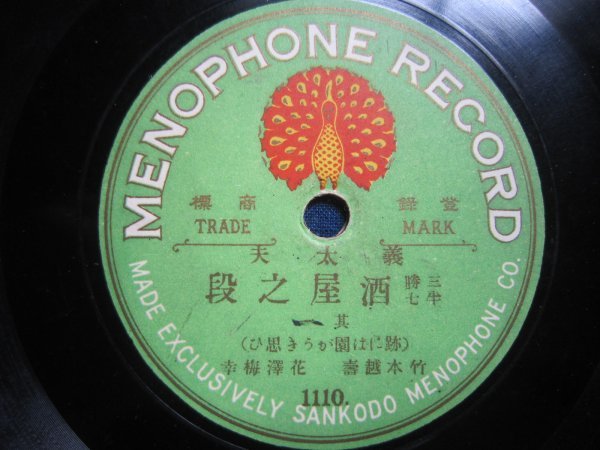 MENOPHONE RECORD
登錄商標
TRADE MARK
義太夫
三勝半七 酒屋之段
其一
(跡には園がうき思ひ)
竹本越壽 花澤梅幸
1110.
MADE EXCLUSIVELY SANKODO MENOPHONE CO.